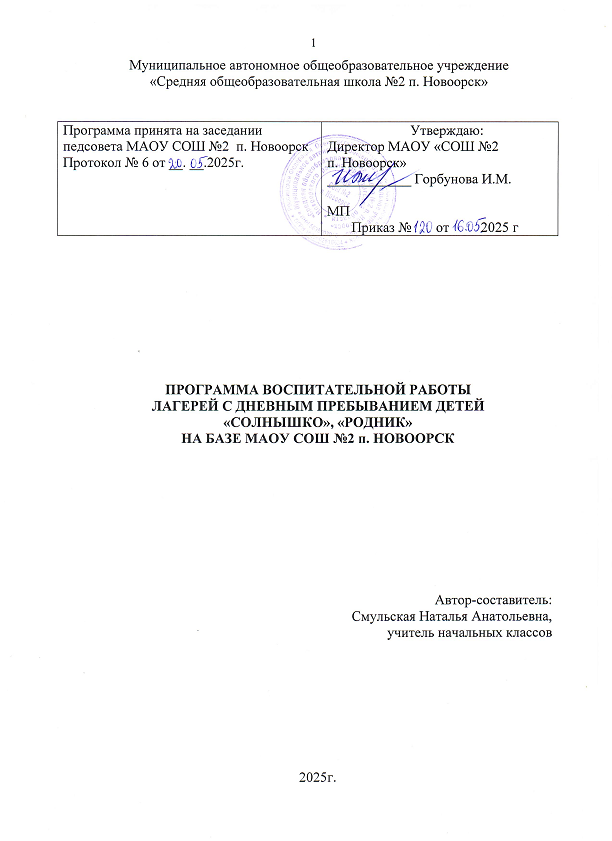 1
Муниципальное автономное общеобразовательное учреждение
«Средняя общеобразовательная школа №2 п. Новоорск»
Программа принята на заседании
педсовета МАОУ СОШ №2 п. Новоорск
Протокол № 6 от 20. 05.2025г.
Утверждаю:
Директор МАОУ «СОШ №2
п. Новоорск»
____________ Горбунова И.М.
МП
Приказ №120 от 16.05 2025 г
ПРОГРАММА ВОСПИТАТЕЛЬНОЙ РАБОТЫ
ЛАГЕРЕЙ С ДНЕВНЫМ ПРЕБЫВАНИЕМ ДЕТЕЙ
«СОЛНЫШКО», «РОДНИК»
НА БАЗЕ МАОУ СОШ №2 п. НОВООРСК
Автор-составитель:
Смульская Наталья Анатольевна,
учитель начальных классов
2025г.